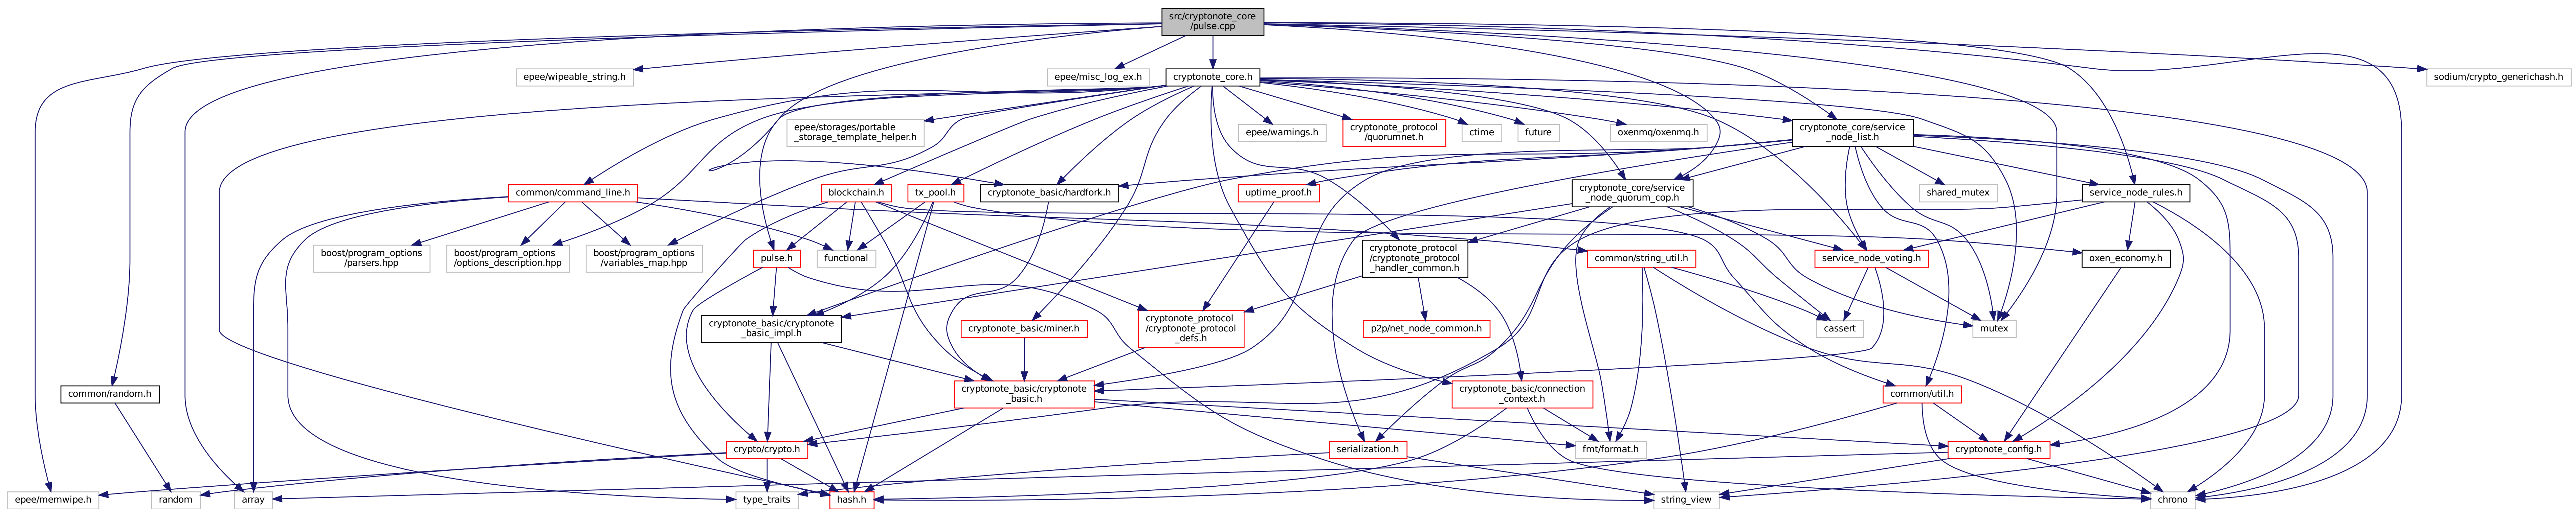 src/cryptonote_core
/pulse.cpp
epee/wipeable_string.h
epee/misc_log_ex.h
cryptonote_core.h
sodium/crypto_generichash.h
epee/storages/portable
_storage_template_helper.h
epee/warnings.h
cryptonote_protocol
/quorumnet.h
ctime
future
oxenmq/oxenmq.h
cryptonote_core/service
_node_list.h
common/command_line.h
blockchain.h
tx_pool.h
cryptonote_basic/hardfork.h
uptime_proof.h
cryptonote_core/service
_node_quorum_cop.h
shared_mutex
service_node_rules.h
boost/program_options
/parsers.hpp
boost/program_options
/options_description.hpp
boost/program_options
/variables_map.hpp
pulse.h
functional
cryptonote_protocol
/cryptonote_protocol
_handler_common.h
common/string_util.h
service_node_voting.h
oxen_economy.h
cryptonote_basic/cryptonote
_basic_impl.h
cryptonote_basic/miner.h
cryptonote_protocol
/cryptonote_protocol
_defs.h
p2p/net_node_common.h
cassert
mutex
common/random.h
cryptonote_basic/cryptonote
_basic.h
cryptonote_basic/connection
_context.h
common/util.h
crypto/crypto.h
serialization.h
fmt/format.h
cryptonote_config.h
epee/memwipe.h
random
array
type_traits
hash.h
string_view
chrono